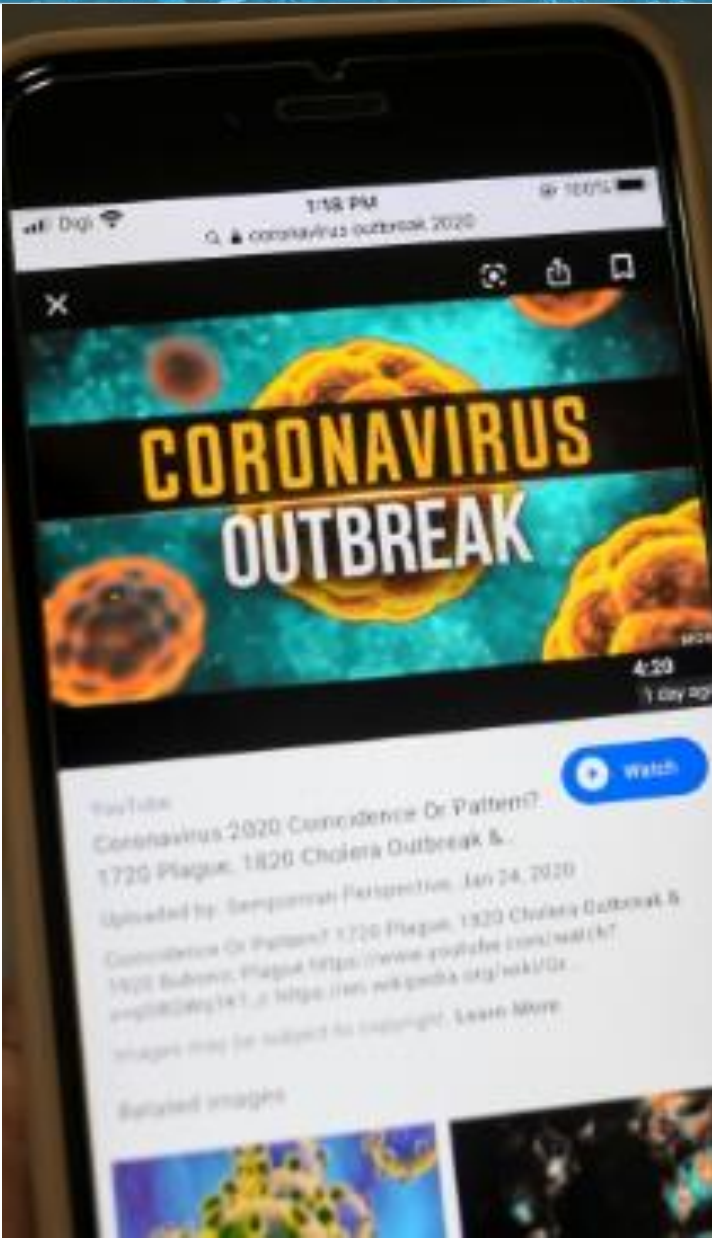 Digi 1:18 PM 100%
coronavirus outbreak 2020
CORONAVIRUS
OUTBREAK
4:20
1 day ago
YouTube
Watch
Coronavirus 2020 Coincidence Or Pattern?
1720 Plague, 1820 Cholera Outbreak &..
Uploaded by: Perspective, Jan 24, 2020
Coincidence Or Pattern? 1720 Plague, 1820 Cholera Outbreak &
1920 Bubonic Plague https://www.youtube.com/watch?
https://en.wikipedia.org/wiki/
Images may be subject to copyright. Learn More
Related images